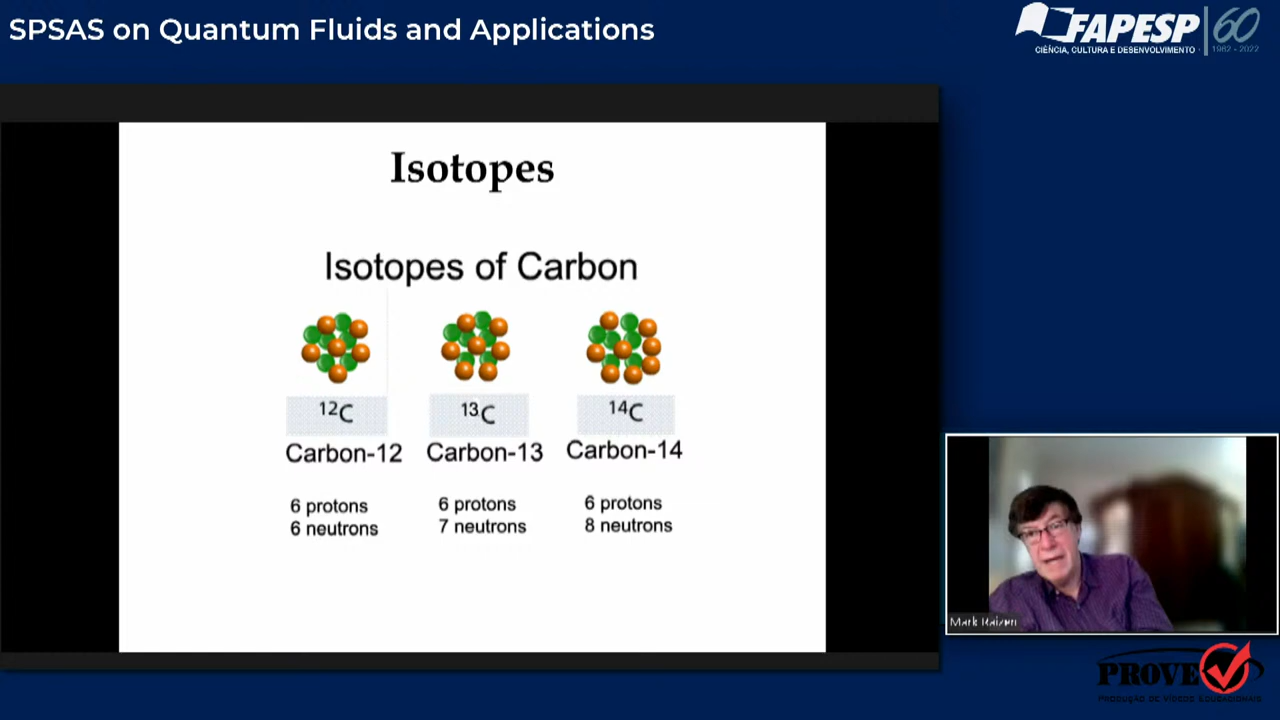 SPSAS on Quantum Fluids and Applications
FAPESP 60
CIÊNCIA, CULTURA E DESENVOLVIMENTO
1962 - 2022
Isotopes
Isotopes of Carbon
¹²C ¹³C ¹⁴C
Carbon-12 Carbon-13 Carbon-14
6 protons 6 protons 6 protons
6 neutrons 7 neutrons 8 neutrons
Mark Raizen
PROVE
PRODUÇÃO DE VÍDEOS EDUCACIONAIS